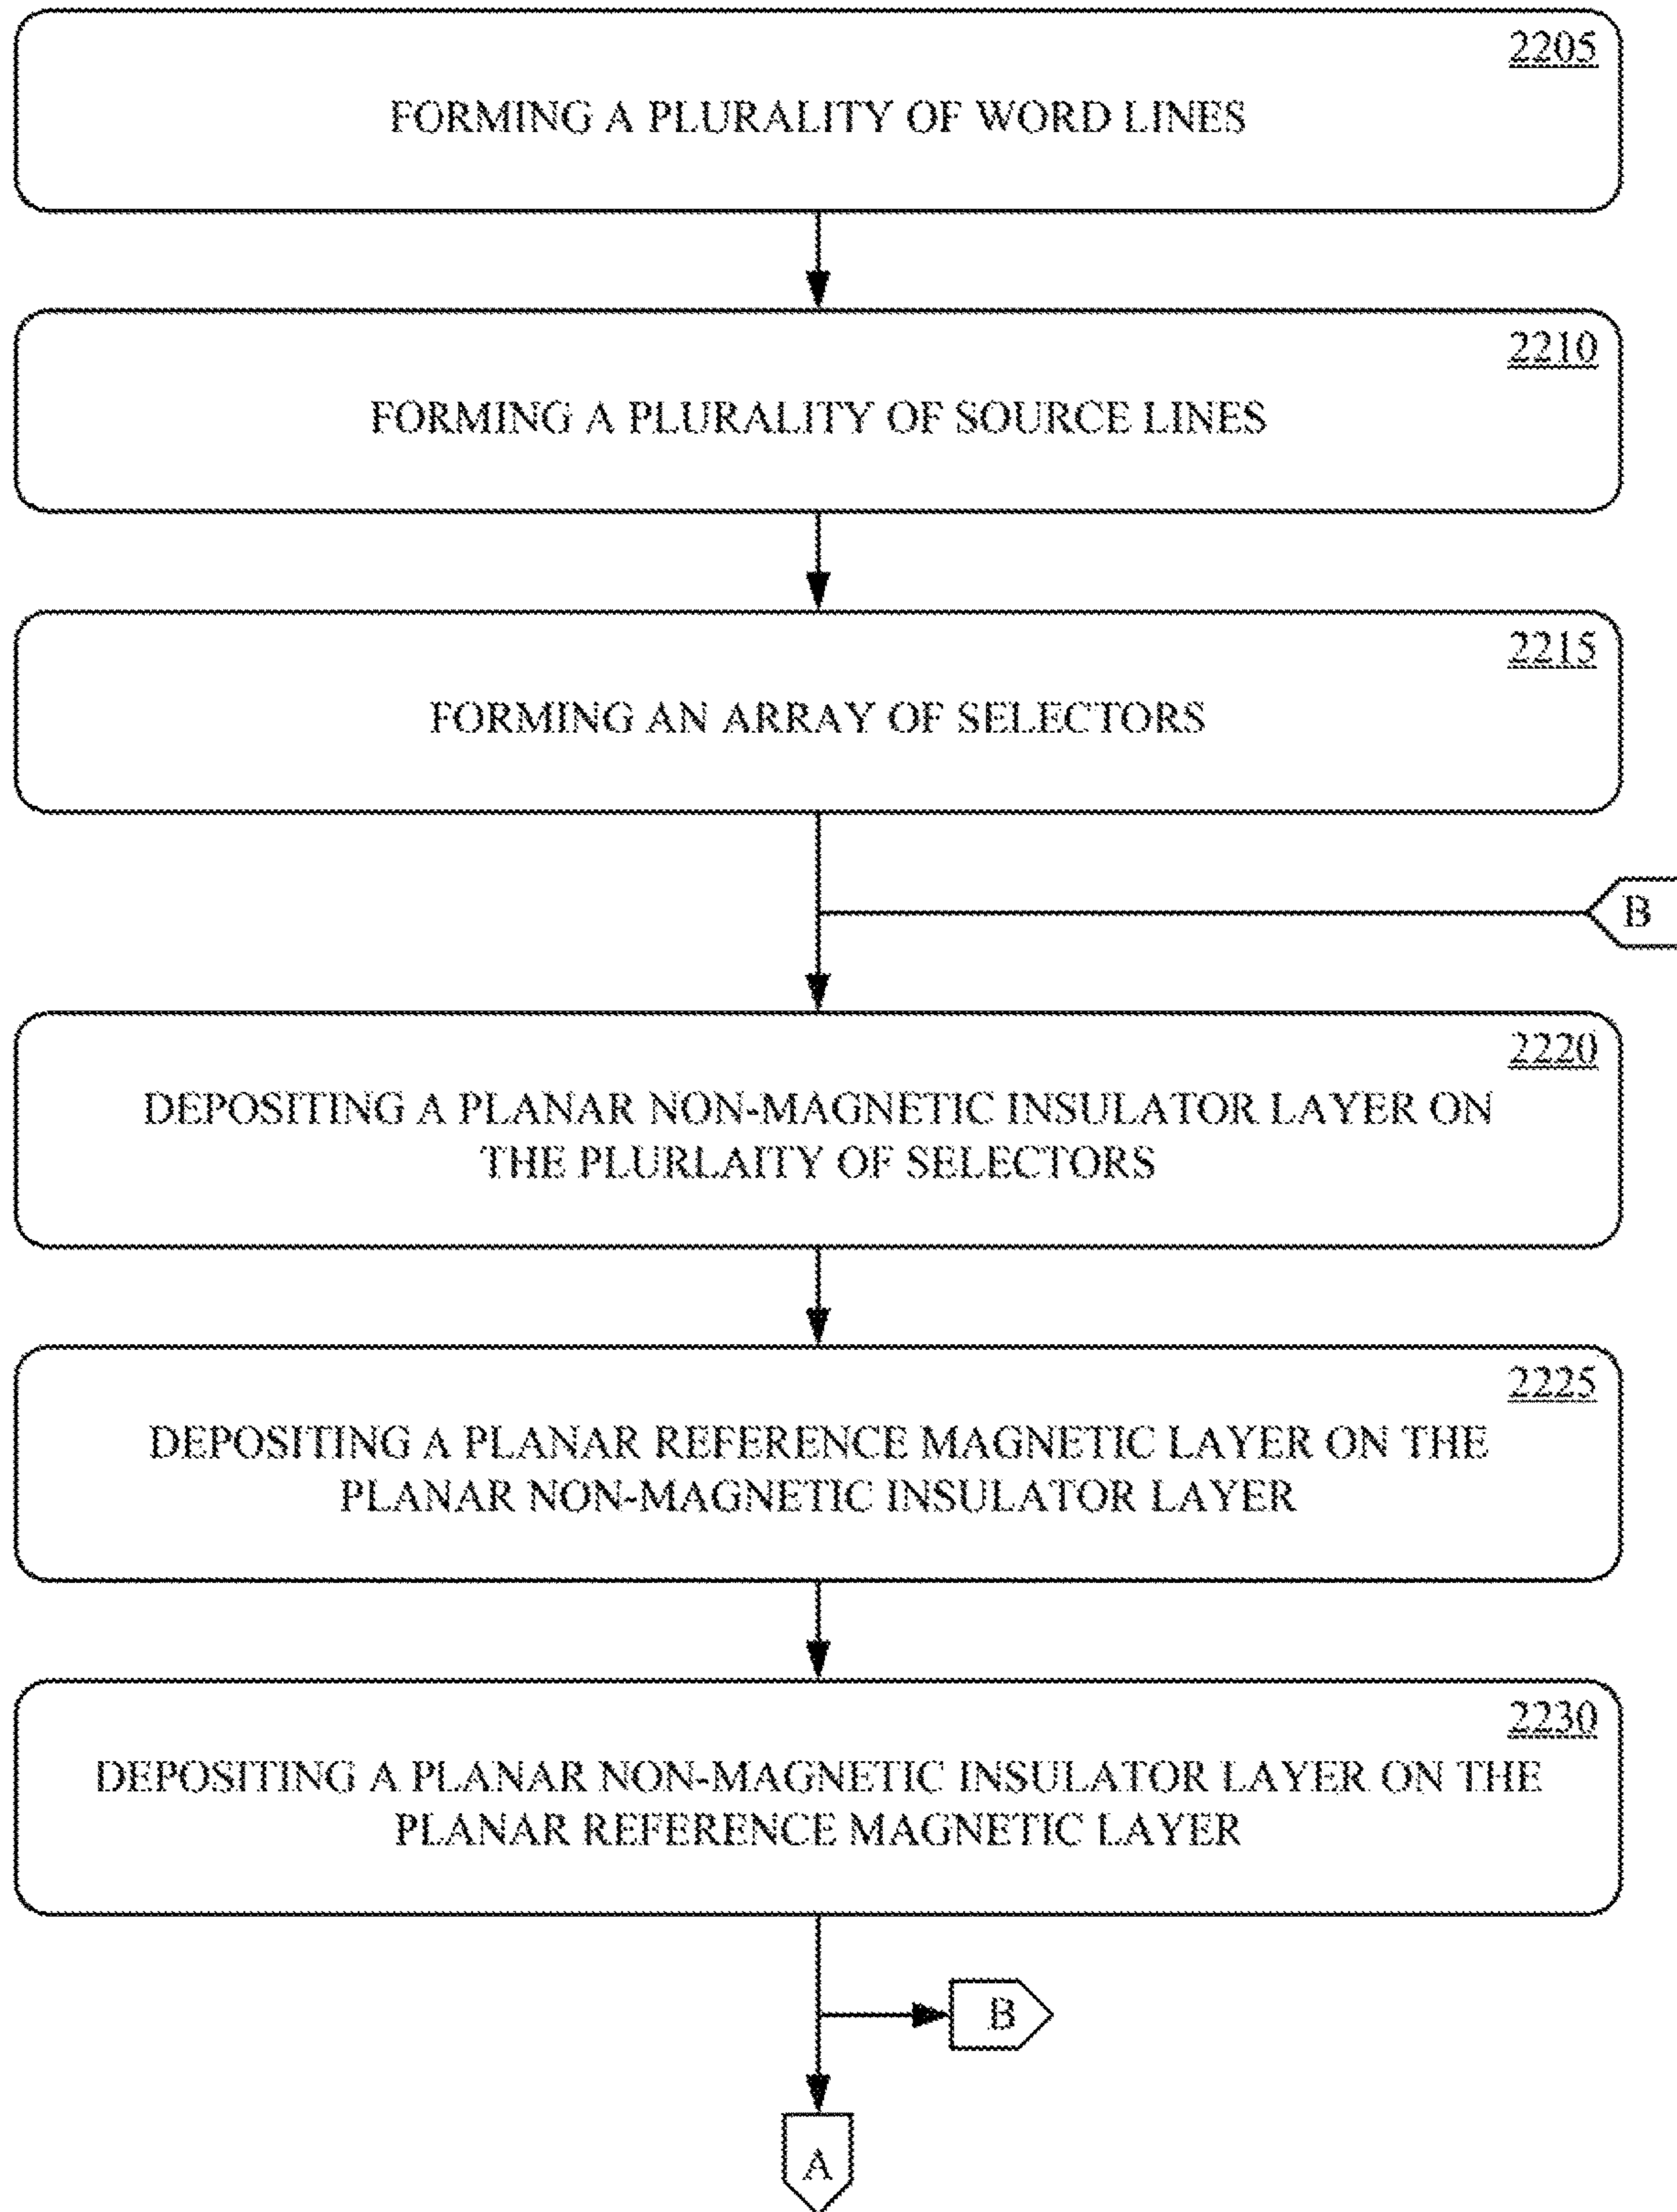 2205
FORMING A PLURALITY OF WORD LINES
2210
FORMING A PLURALITY OF SOURCE LINES
2215
FORMING AN ARRAY OF SELECTORS
B
2220
DEPOSITING A PLANAR NON-MAGNETIC INSULATOR LAYER ON
THE PLURLAITY OF SELECTORS
2225
DEPOSITING A PLANAR REFERENCE MAGNETIC LAYER ON THE
PLANAR NON-MAGNETIC INSULATOR LAYER
2230
DEPOSITING A PLANAR NON-MAGNETIC INSULATOR LAYER ON THE
PLANAR REFERENCE MAGNETIC LAYER
B
A